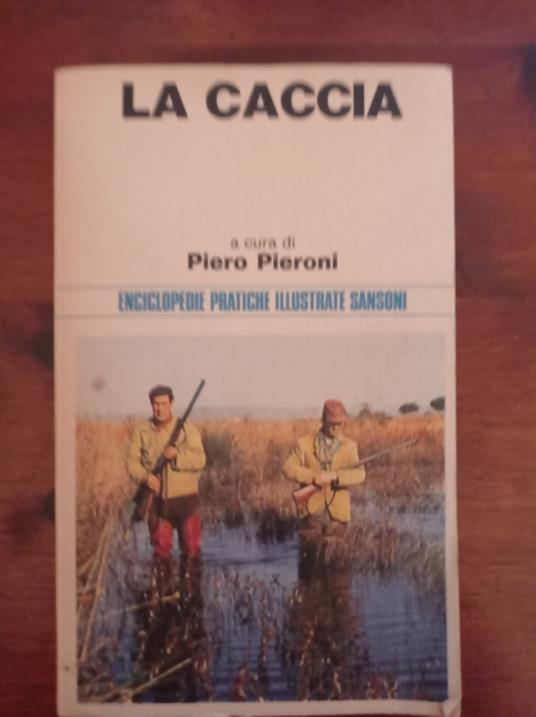 LA CACCIA
a cura di
Piero Pieroni
ENCICLOPEDIE PRATICHE ILLUSTRATE SANSONI